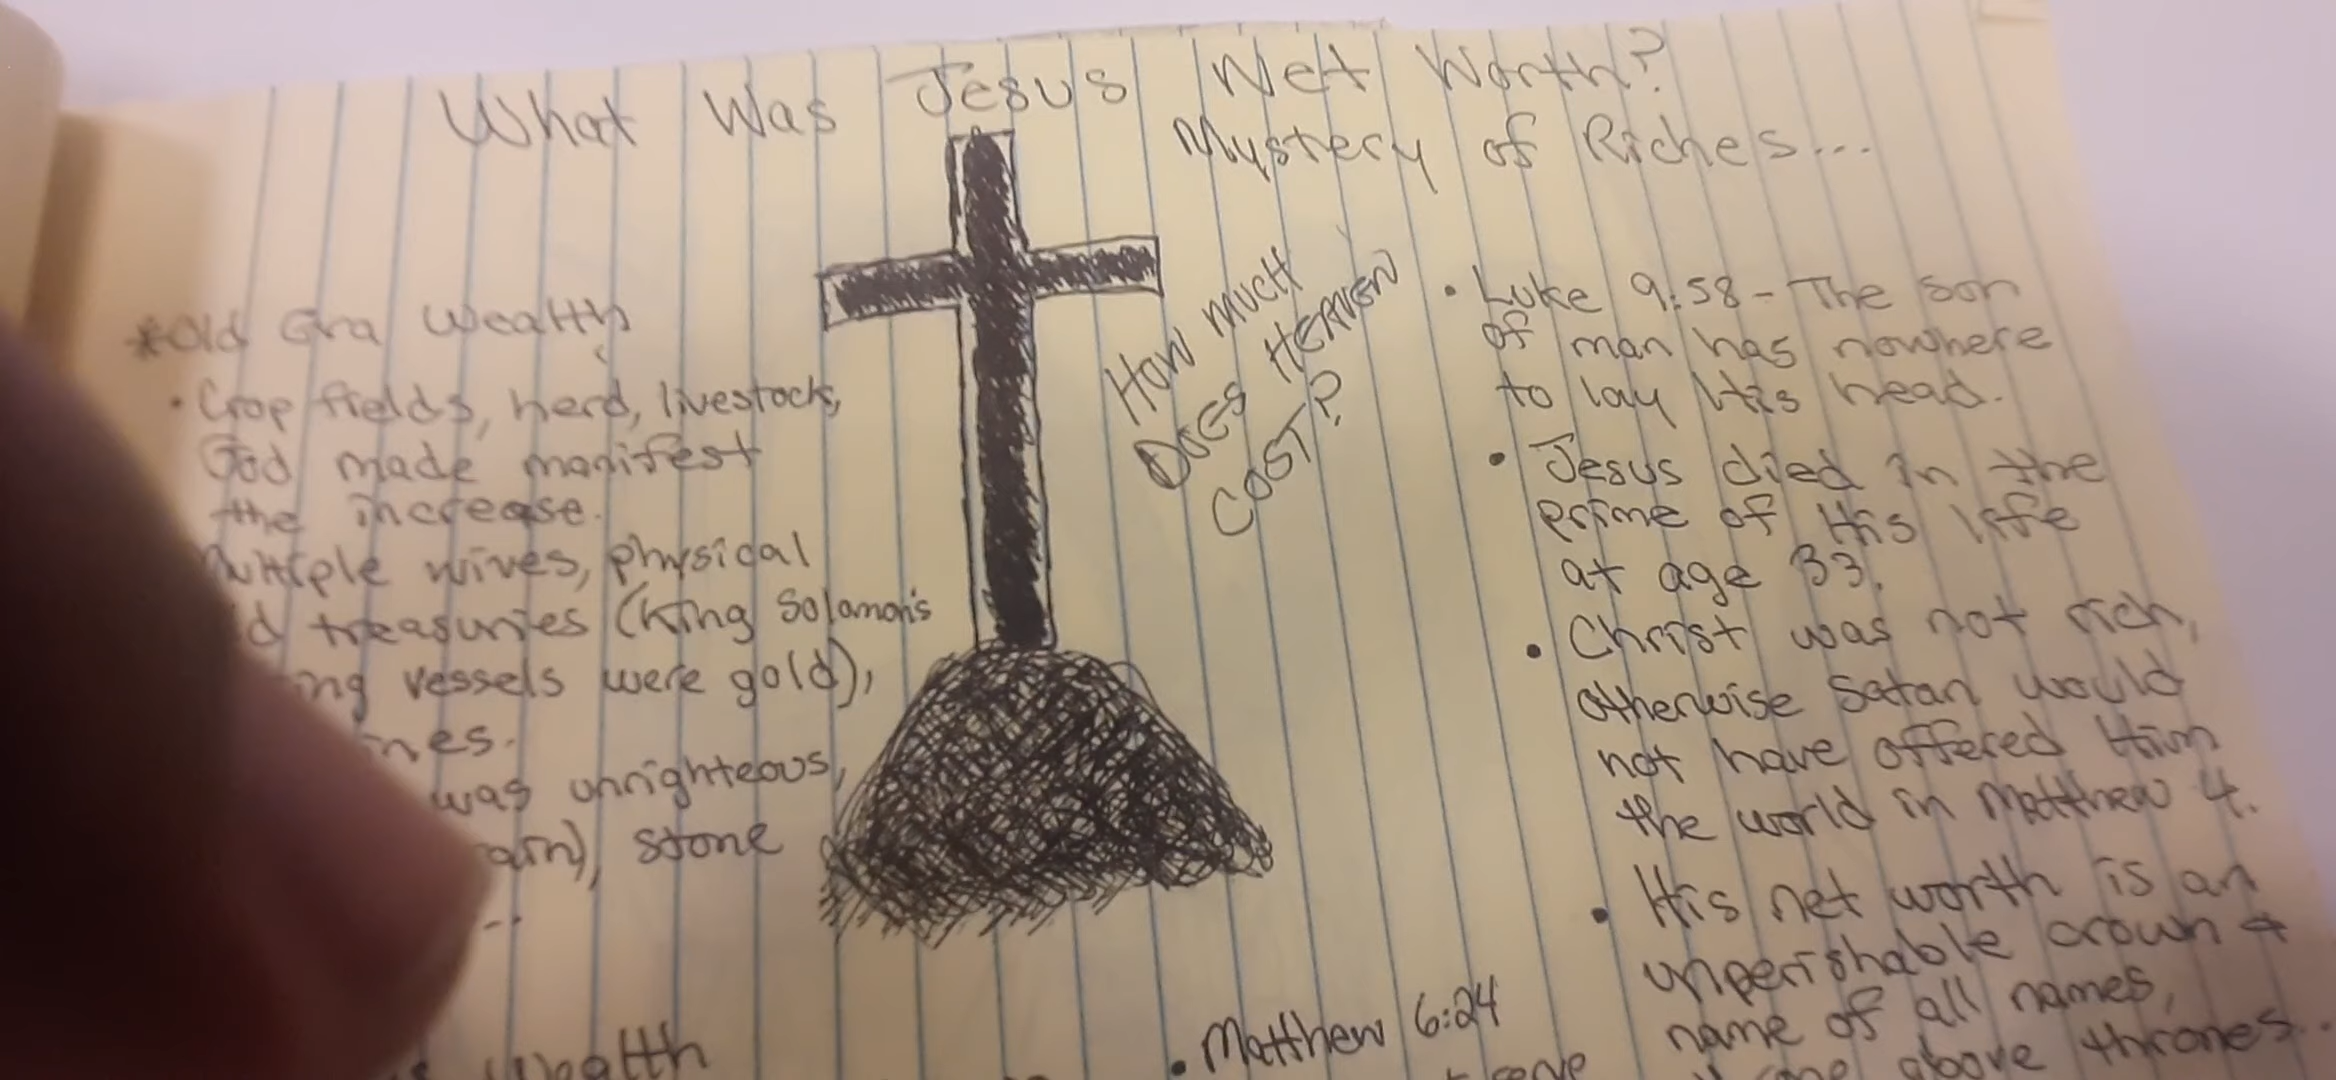 What Was Jesus Net Worth?
Mystery of Riches...
*Old Era Wealth
• Crop fields, herd, livestock,
God made manifest
the increase.
wives, physical
treasuries (King Solomon's
vessels were gold),
was unrighteous,
stone
...
Wealth
HOW MUCH
DOES HEAVEN
COST?
• Luke 9:58 - The son
of man has nowhere
to lay His head.
• Jesus died in the
prime of His life
at age 33.
• Christ was not rich,
otherwise Satan would
not have offered Him
the world in Matthew 4.
• His net worth is an
unperishable crown +
name of all names,
above thrones...
• Matthew 6:24
serve